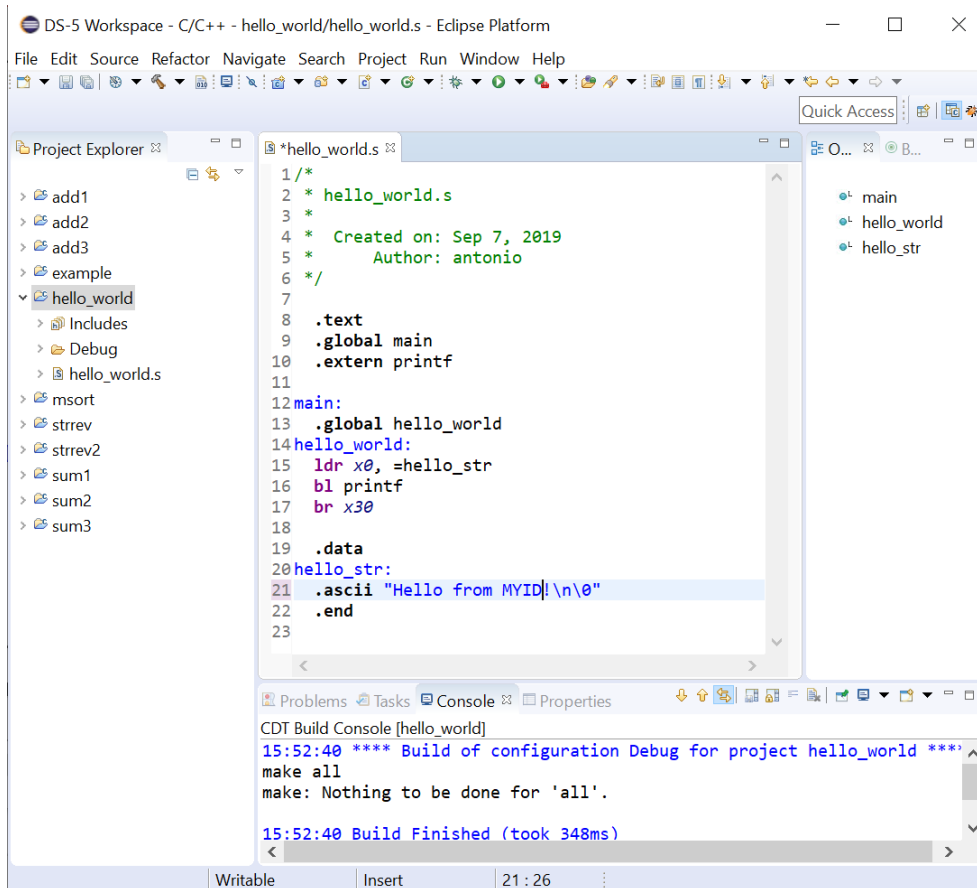 DS-5 Workspace - C/C++ - hello_world/hello_world.s - Eclipse Platform
File Edit Source Refactor Navigate Search Project Run Window Help
Quick Access
Project Explorer
add1
add2
add3
example
hello_world
Includes
Debug
hello_world.s
msort
strrev
strrev2
sum1
sum2
sum3
*hello_world.s
1 /*
2 * hello_world.s
3 *
4 *  Created on: Sep 7, 2019
5 *      Author: antonio
6 */
7
8 .text
9 .global main
10 .extern printf
11
12 main:
13 .global hello_world
14 hello_world:
15 ldr x0, =hello_str
16 bl printf
17 br x30
18
19 .data
20 hello_str:
21 .ascii "Hello from MYID!\n\0"
22 .end
23
O...
B...
main
hello_world
hello_str
Problems Tasks Console Properties
CDT Build Console [hello_world]
15:52:40 **** Build of configuration Debug for project hello_world ****
make all
make: Nothing to be done for 'all'.
15:52:40 Build Finished (took 348ms)
Writable Insert 21 : 26